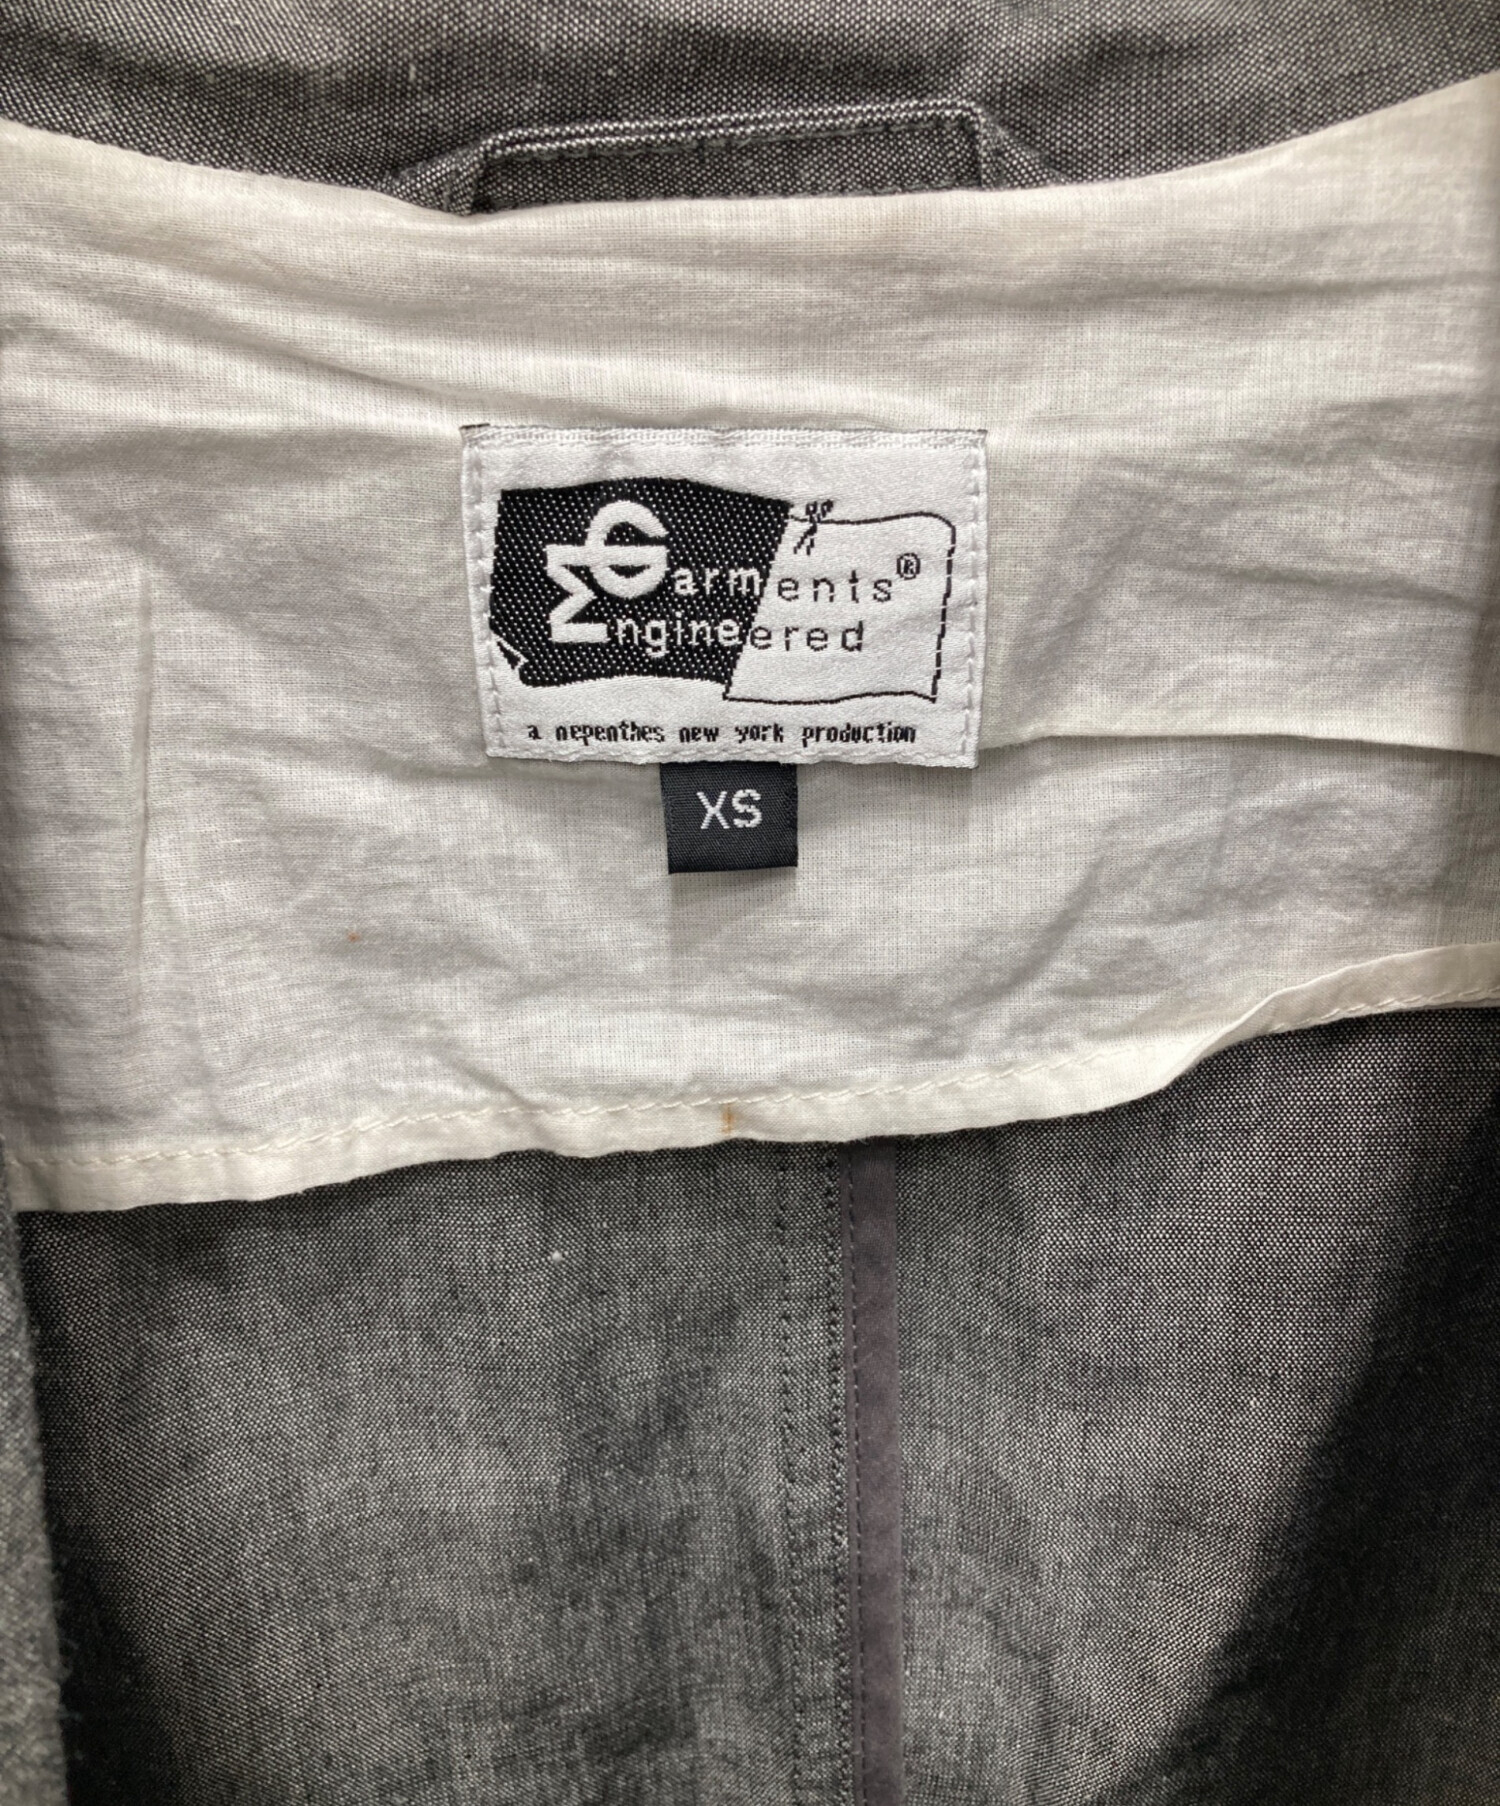 Garments®
Engineered
a nepenthes new york production
XS